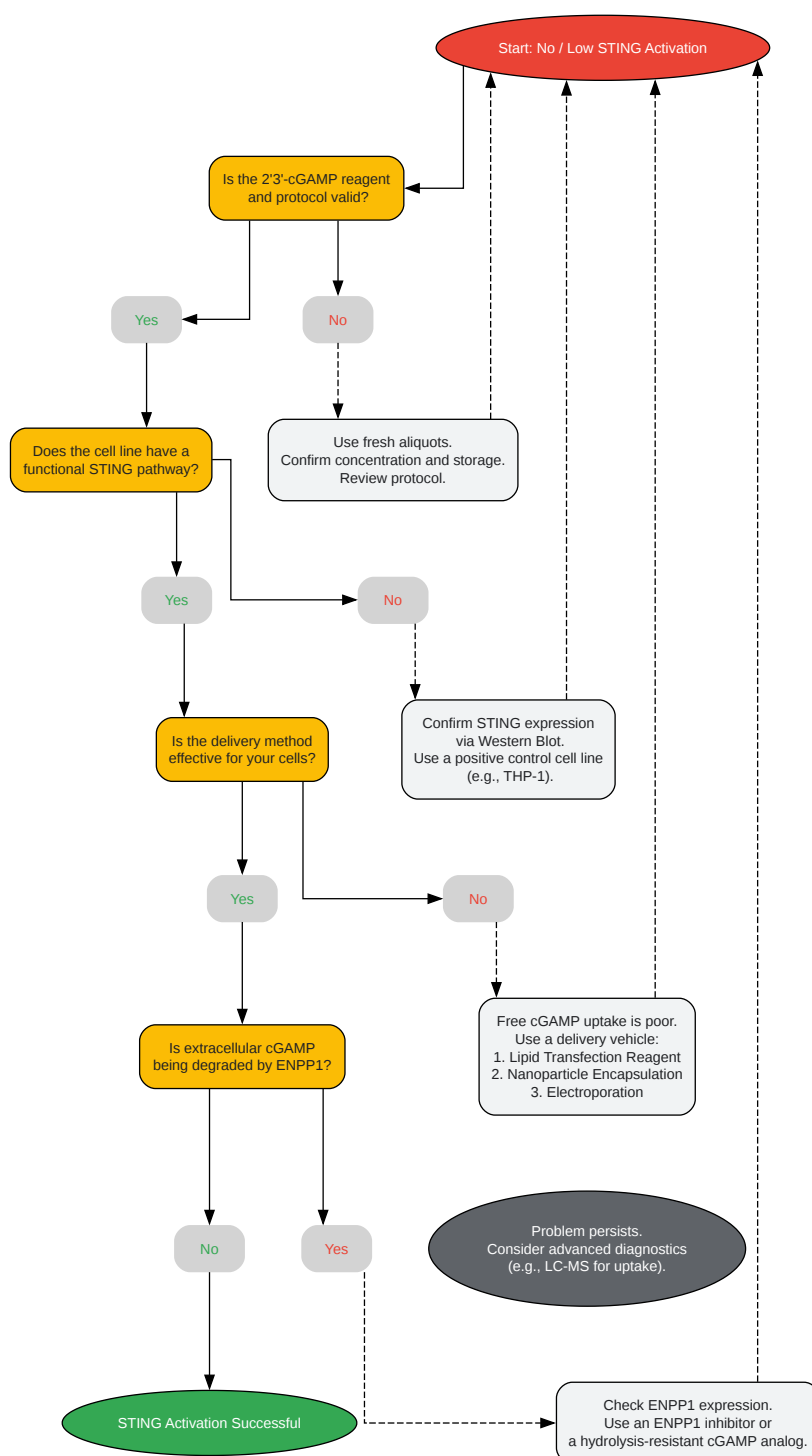 Start: No / Low STING Activation
Is the 2'3'-cGAMP reagent
and protocol valid?
Yes
No
Use fresh aliquots.
Confirm concentration and storage.
Review protocol.
Does the cell line have a
functional STING pathway?
Yes
No
Confirm STING expression
via Western Blot.
Use a positive control cell line
(e.g., THP-1).
Is the delivery method
effective for your cells?
Yes
No
Free cGAMP uptake is poor.
Use a delivery vehicle:
1. Lipid Transfection Reagent
2. Nanoparticle Encapsulation
3. Electroporation
Is extracellular cGAMP
being degraded by ENPP1?
No
Yes
Problem persists.
Consider advanced diagnostics
(e.g., LC-MS for uptake).
STING Activation Successful
Check ENPP1 expression.
Use an ENPP1 inhibitor or
a hydrolysis-resistant cGAMP analog.